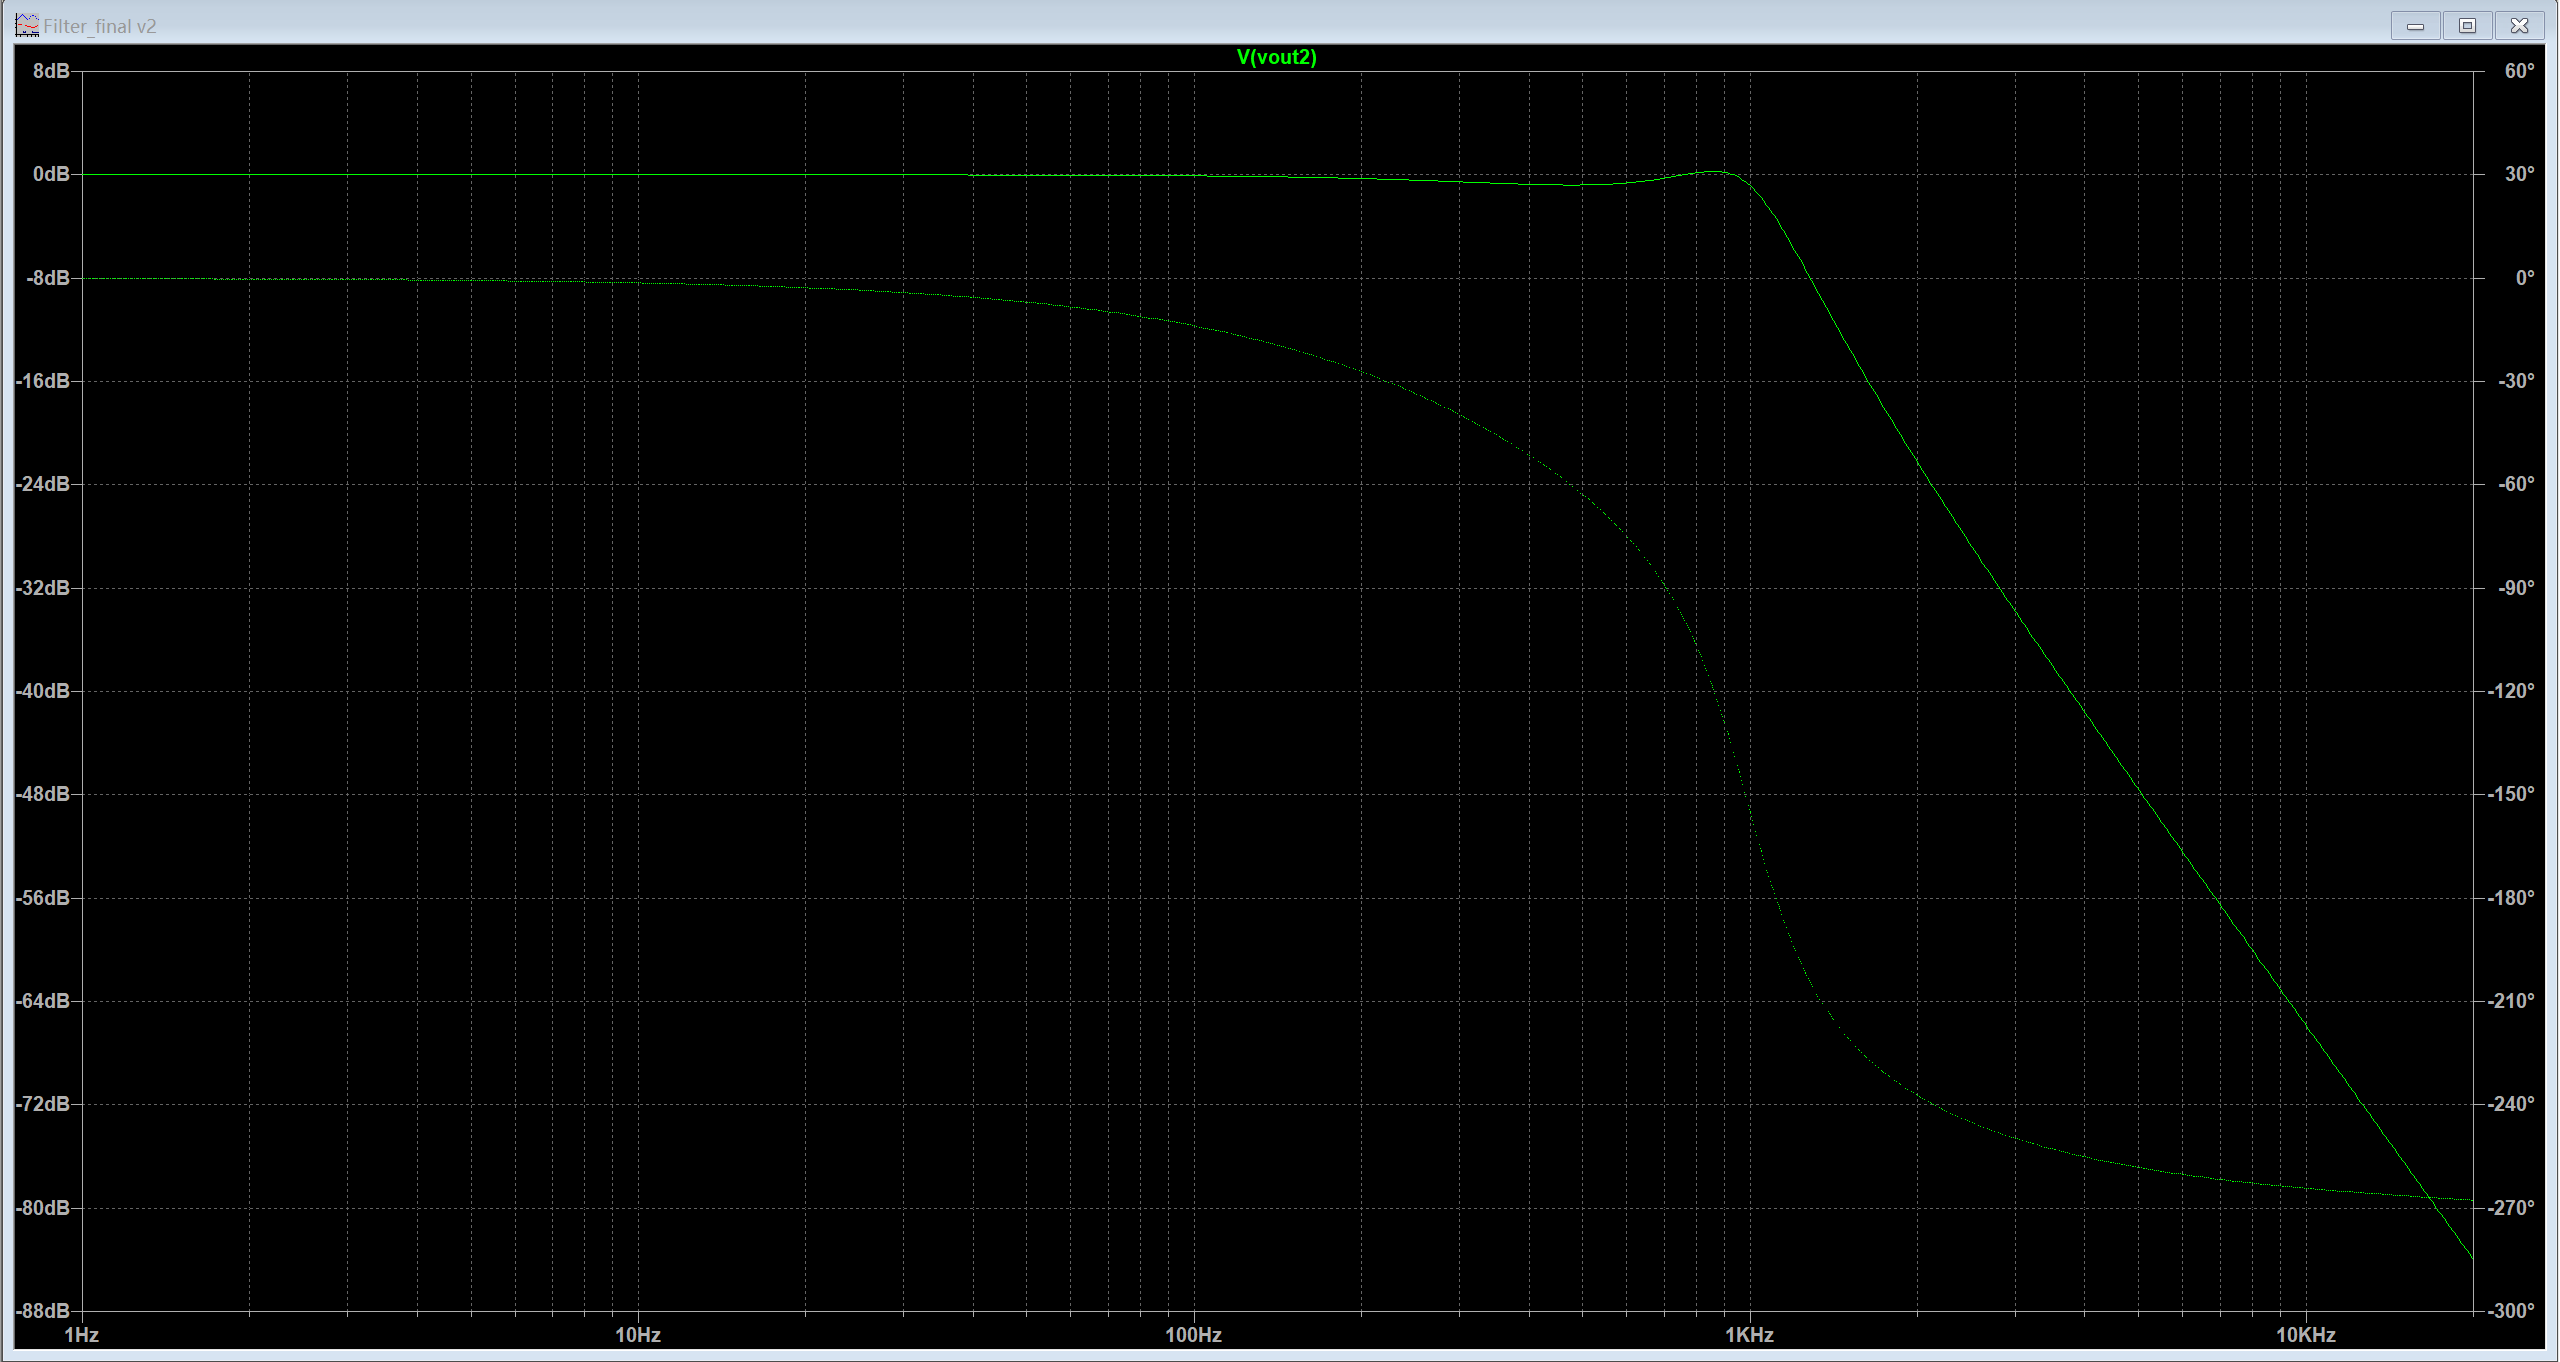 Filter_final v2
V(vout2)
8dB 60°
0dB 30°
-8dB 0°
-16dB -30°
-24dB -60°
-32dB -90°
-40dB -120°
-48dB -150°
-56dB -180°
-64dB -210°
-72dB -240°
-80dB -270°
-88dB -300°
1Hz 10Hz 100Hz 1KHz 10KHz